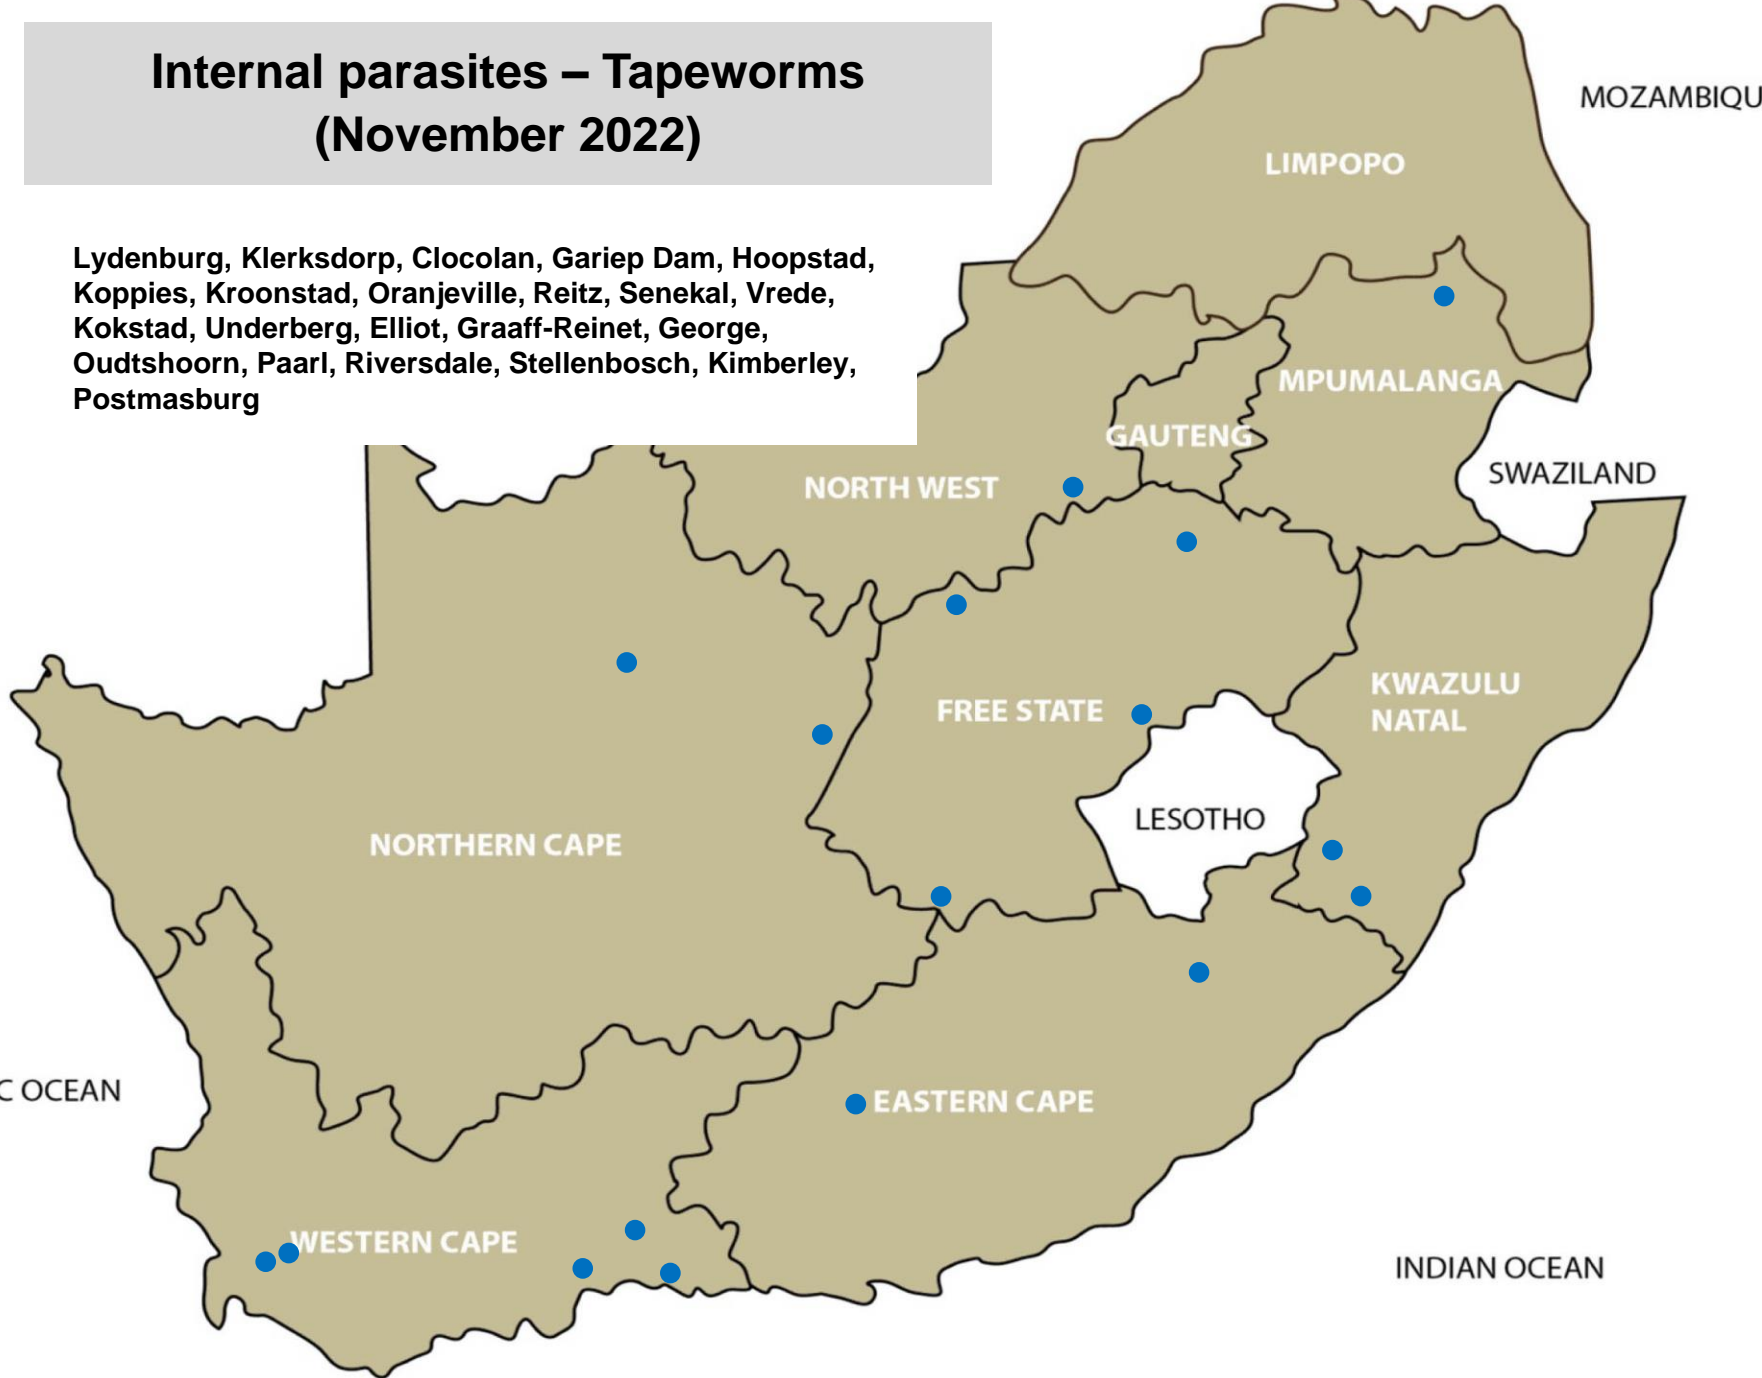 Internal parasites – Tapeworms
(November 2022)
Lydenburg, Klerksdorp, Clocolan, Gariep Dam, Hoopstad,
Koppies, Kroonstad, Oranjeville, Reitz, Senekal, Vrede,
Kokstad, Underberg, Elliot, Graaff-Reinet, George,
Oudtshoorn, Paarl, Riversdale, Stellenbosch, Kimberley,
Postmasburg
MOZAMBIQU
LIMPOPO
MPUMALANGA
GAUTENG
SWAZILAND
NORTH WEST
KWAZULU
NATAL
FREE STATE
LESOTHO
NORTHERN CAPE
C OCEAN
EASTERN CAPE
WESTERN CAPE
INDIAN OCEAN